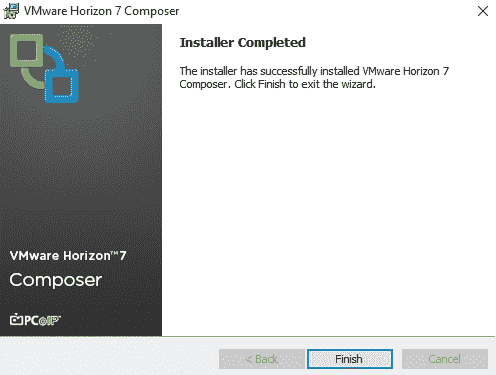 VMware Horizon 7 Composer
Installer Completed
The installer has successfully installed VMware Horizon 7
Composer. Click Finish to exit the wizard.
VMware Horizon™ 7
Composer
PCoIP™
< Back
Finish
Cancel